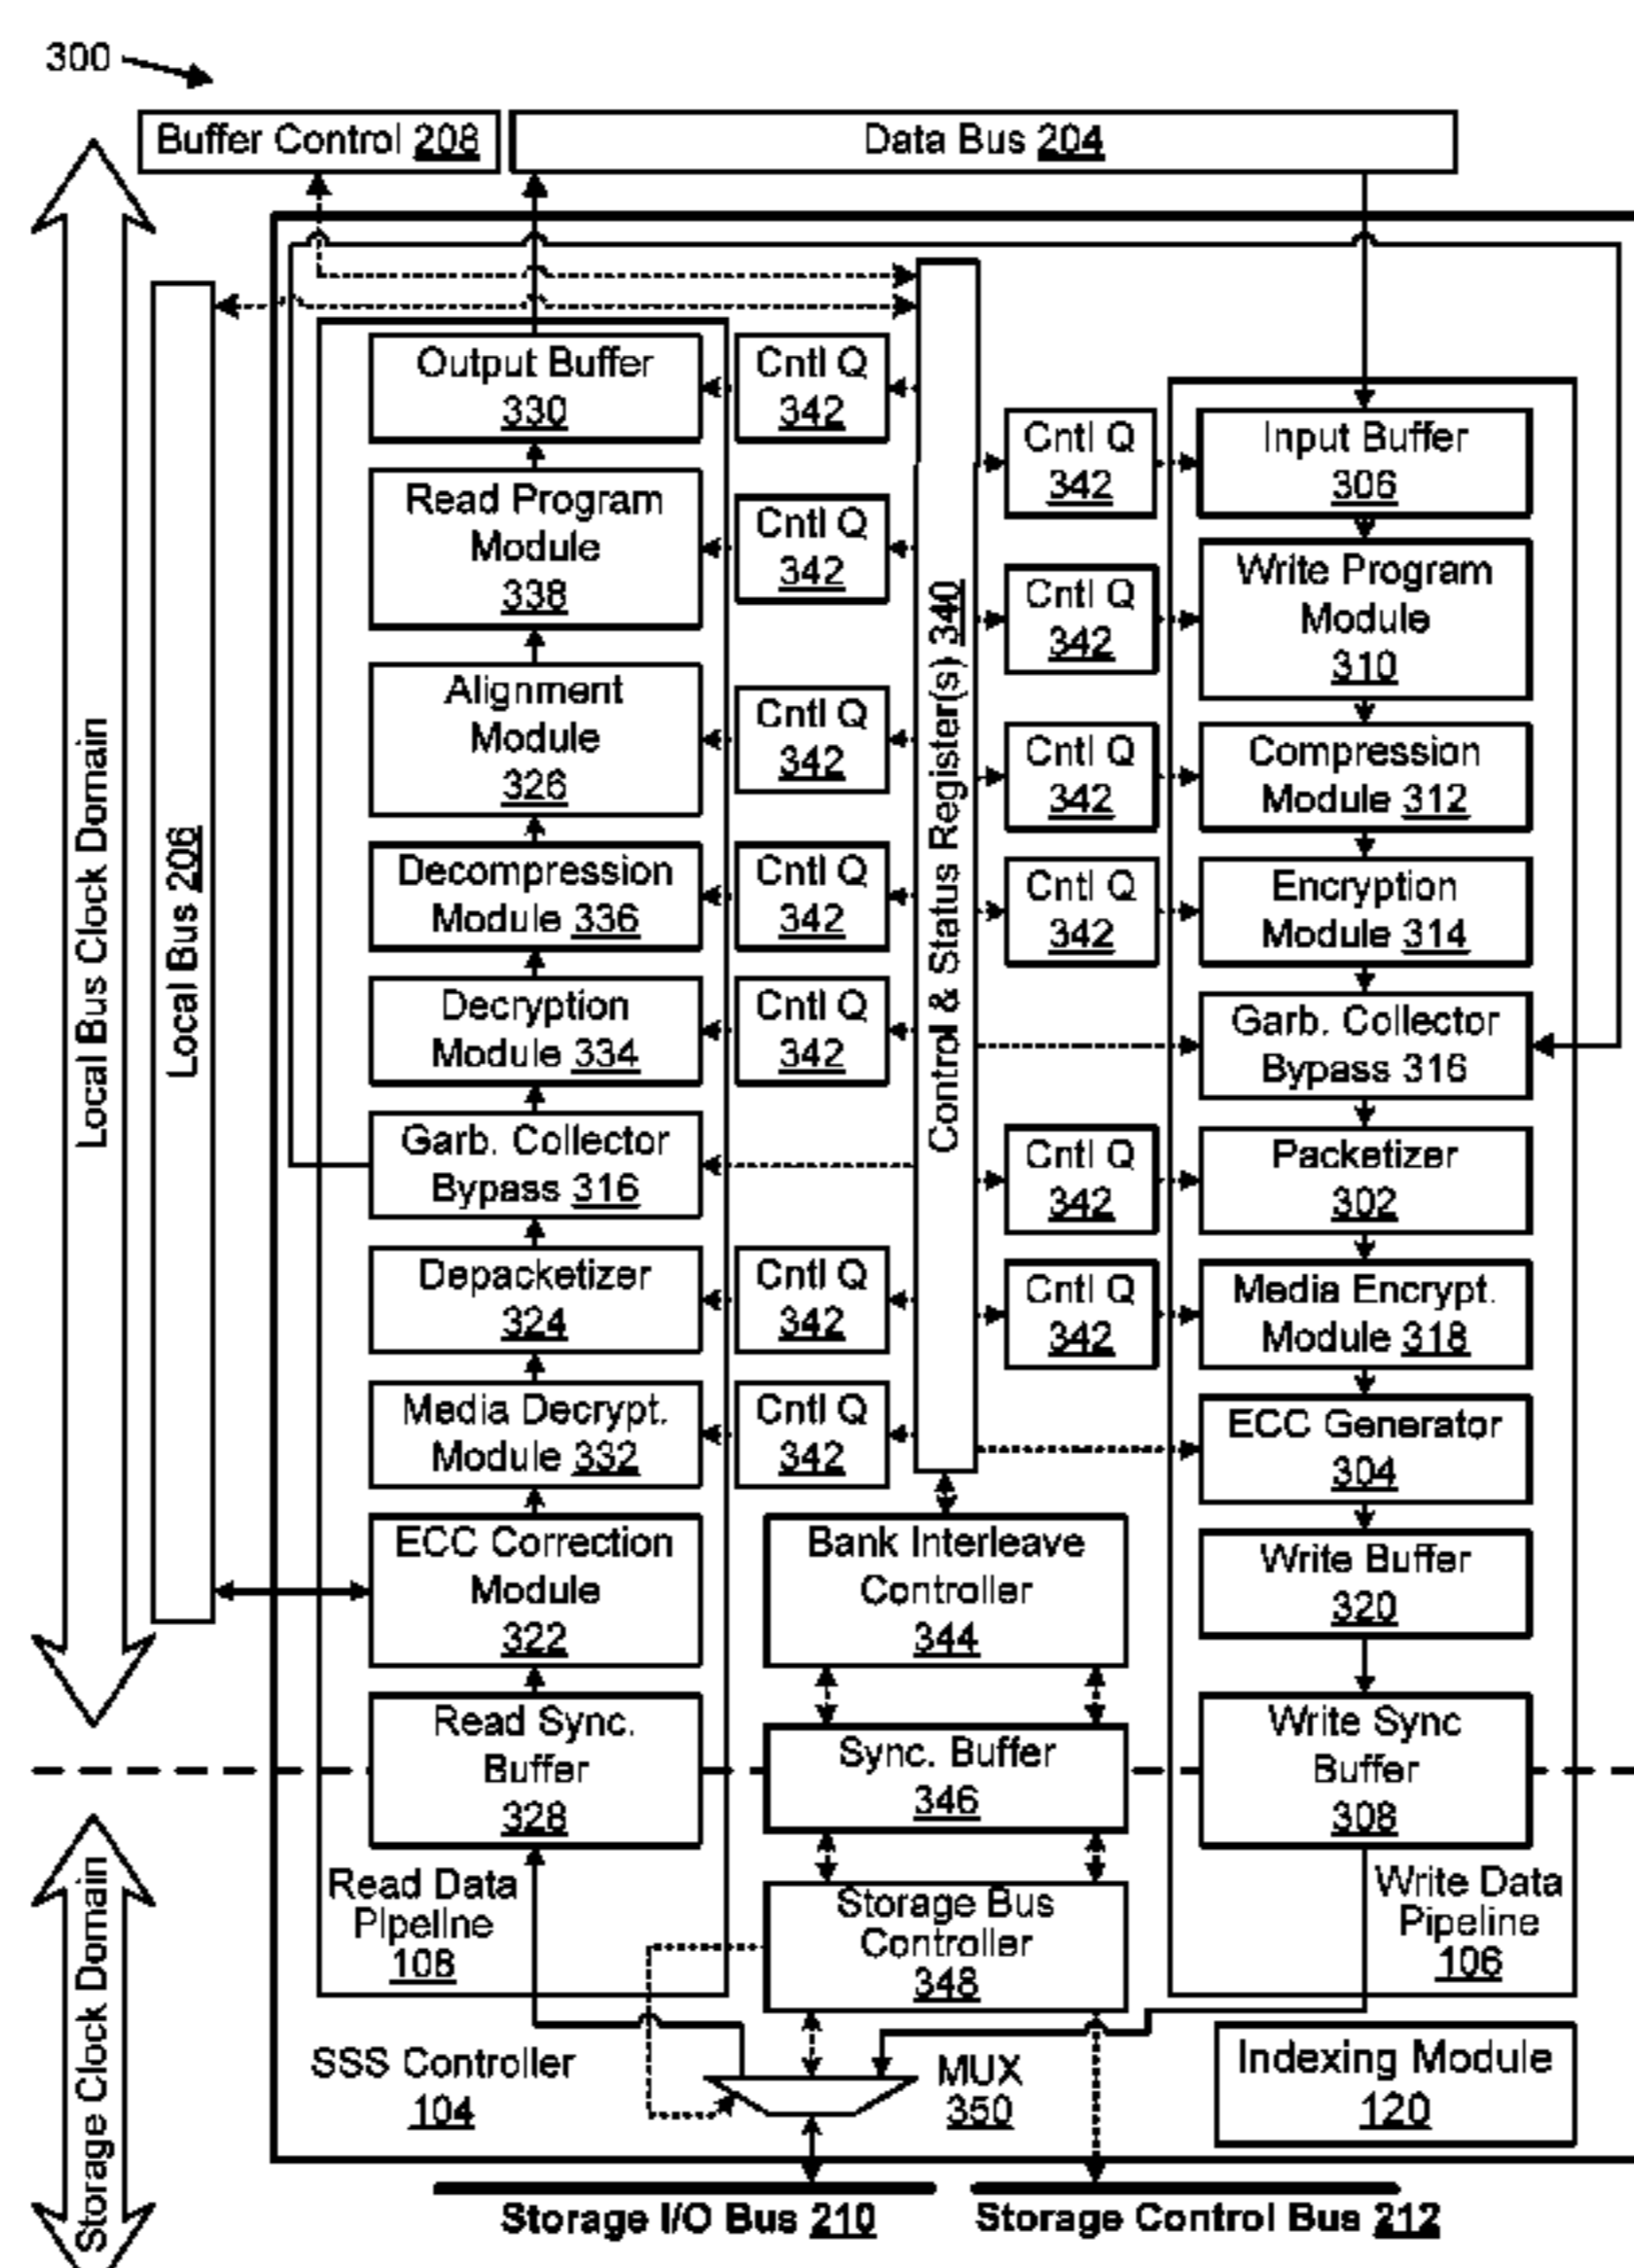 300
Buffer Control 208
Data Bus 204
Local Bus Clock Domain
Local Bus 206
Output Buffer
330
Read Program
Module
338
Alignment
Module
326
Decompression
Module 336
Decryption
Module 334
Garb. Collector
Bypass 316
Depacketizer
324
Media Decrypt.
Module 332
ECC Correction
Module
322
Read Sync.
Buffer
328
Read Data
Pipeline
108
Cntl Q
342
Cntl Q
342
Cntl Q
342
Cntl Q
342
Cntl Q
342
Cntl Q
342
Cntl Q
342
Control & Status Register(s) 340
Cntl Q
342
Cntl Q
342
Cntl Q
342
Cntl Q
342
Cntl Q
342
Cntl Q
342
Input Buffer
306
Write Program
Module
310
Compression
Module 312
Encryption
Module 314
Garb. Collector
Bypass 316
Packetizer
302
Media Encrypt.
Module 318
ECC Generator
304
Write Buffer
320
Write Sync
Buffer
308
Write Data
Pipeline
106
Bank Interleave
Controller
344
Sync. Buffer
346
Storage Bus
Controller
348
Storage Clock Domain
SSS Controller
104
MUX
350
Indexing Module
120
Storage I/O Bus 210
Storage Control Bus 212